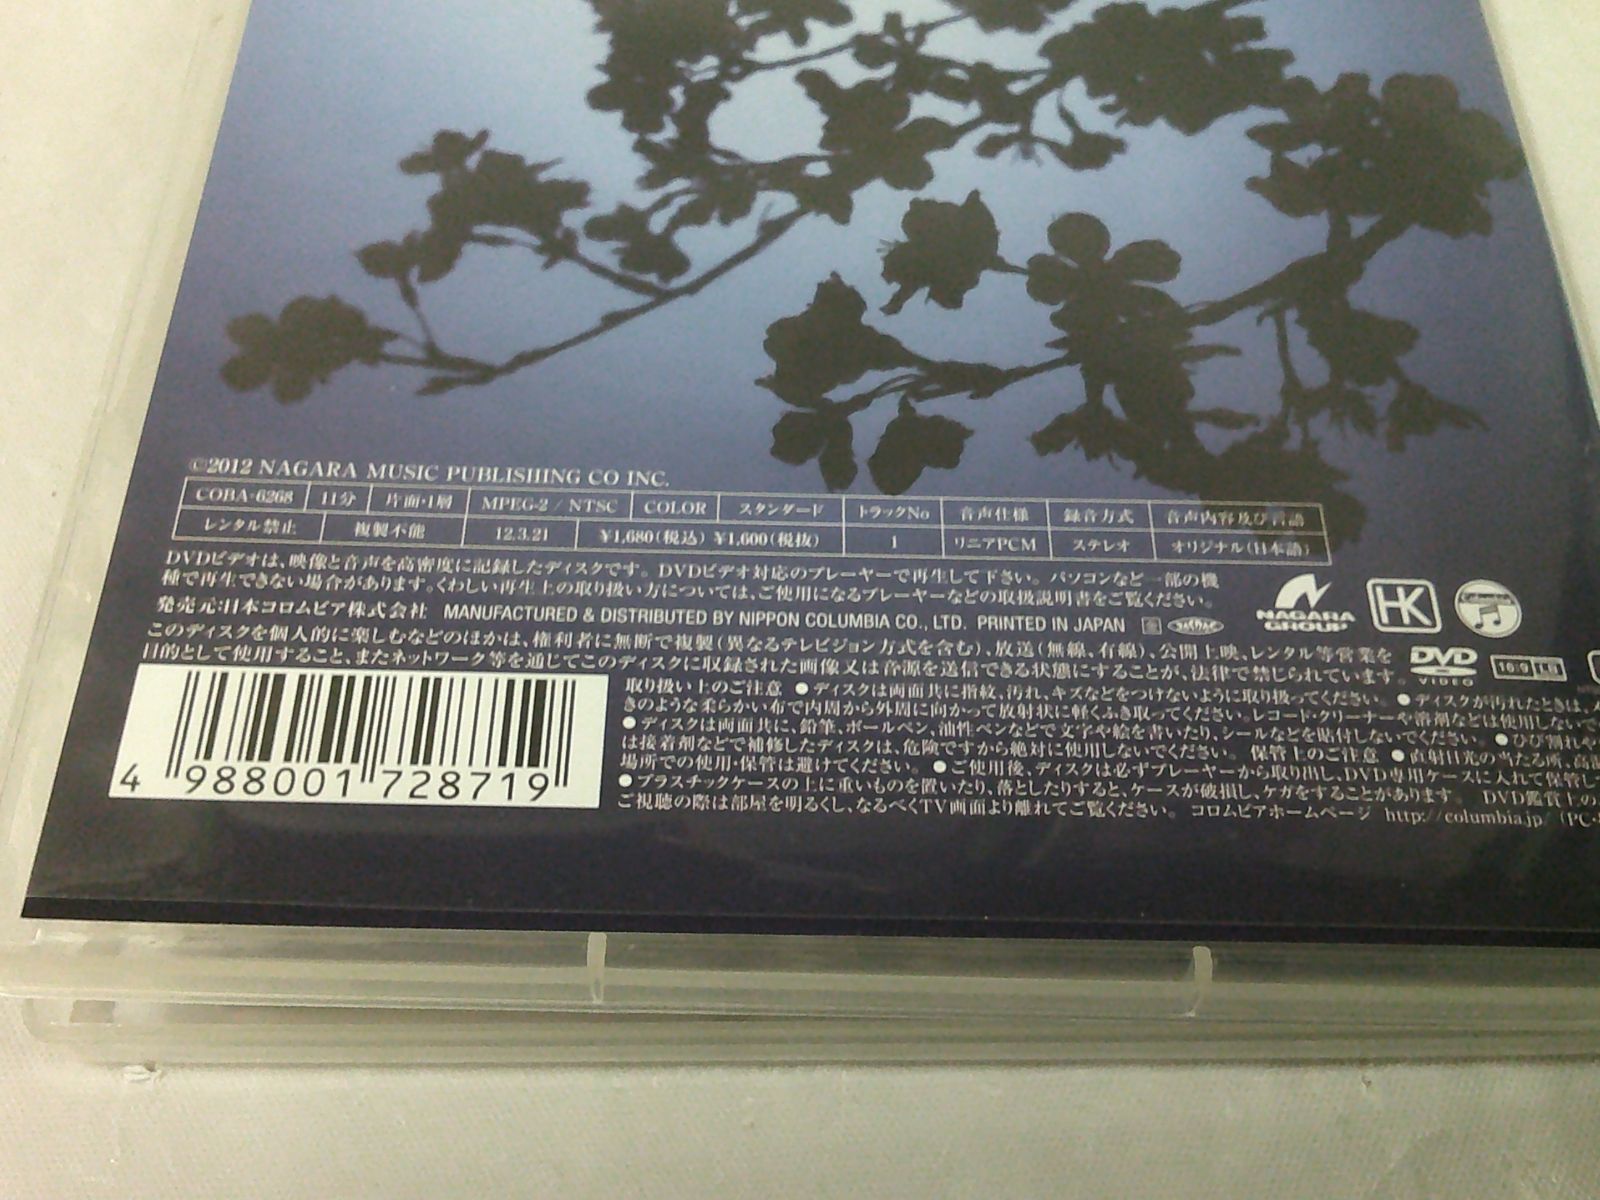 ©2012 NAGARA MUSIC PUBLISHING CO INC.
COBA-6268 11分 片面・1層 MPEG-2 / NTSC COLOR スタンダード トラックNo 音声仕様 録音方式 音声内容及び言語
レンタル禁止 複製不能 12.3.21 ¥1,680(税込) ¥1,600(税抜) 1 リニアPCM ステレオ オリジナル(日本語)
DVDビデオは、映像と音声を高密度に記録したディスクです。DVDビデオ対応のプレーヤーで再生して下さい。パソコンなど一部の機
種で再生できない場合があります。くわしい再生上の取り扱い方については、ご使用になるプレーヤーなどの取扱説明書をご覧ください。
発売元:日本コロムビア株式会社 MANUFACTURED & DISTRIBUTED BY NIPPON COLUMBIA CO., LTD. PRINTED IN JAPAN
NAGARA GROUP
HK
このディスクを個人的に楽しむなどのほかは、権利者に無断で複製(異なるテレビジョン方式を含む)、放送(無線、有線)、公開上映、レンタル等営業を
目的として使用すること、またネットワーク等を通じてこのディスクに収録された画像又は音源を送信できる状態にすることが、法律で禁じられています。
DVD VIDEO
16:9 LB
4 988001 728719
取り扱い上のご注意 ●ディスクは両面共に指紋、汚れ、キズなどをつけないように取り扱ってください。 ●ディスクが汚れたときは、
きのような柔らかい布で内周から外周に向かって放射状に軽くふき取ってください。レコード・クリーナーや溶剤などは使用しないで
●ディスクは両面共に、鉛筆、ボールペン、油性ペンなどで文字や絵を書いたり、シールなどを貼付しないでください。 ●ひび割れや
は接着剤などで補修したディスクは、危険ですから絶対に使用しないでください。 保管上のご注意 ●直射日光の当たる所、高温
場所での使用・保管は避けてください。 ●ご使用後、ディスクは必ずプレーヤーから取り出し、DVD専用ケースに入れて保管し
●プラスチックケースの上に重いものを置いたり、落としたりすると、ケースが破損し、ケガをすることがあります。 DVD鑑賞上の
ご視聴の際は部屋を明るくし、なるべくTV画面より離れてご覧ください。 コロムビアホームページ http://columbia.jp/ (PC・